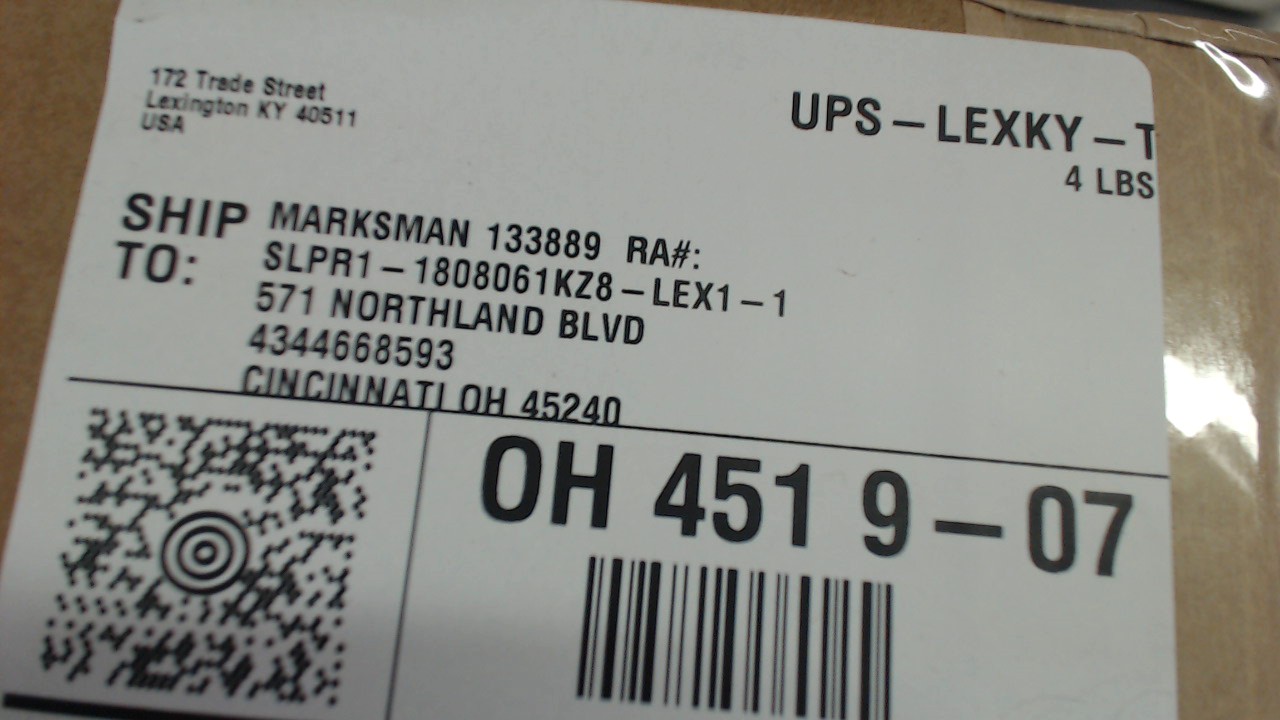 172 Trade Street
Lexington KY 40511
USA
UPS – LEXKY – T
4 LBS
SHIP TO:
MARKSMAN 133889 RA#:
SLPR1 – 1808061KZ8 – LEX1 – 1
571 NORTHLAND BLVD
4344668593
CINCINNATI OH 45240
OH 451 9 – 07